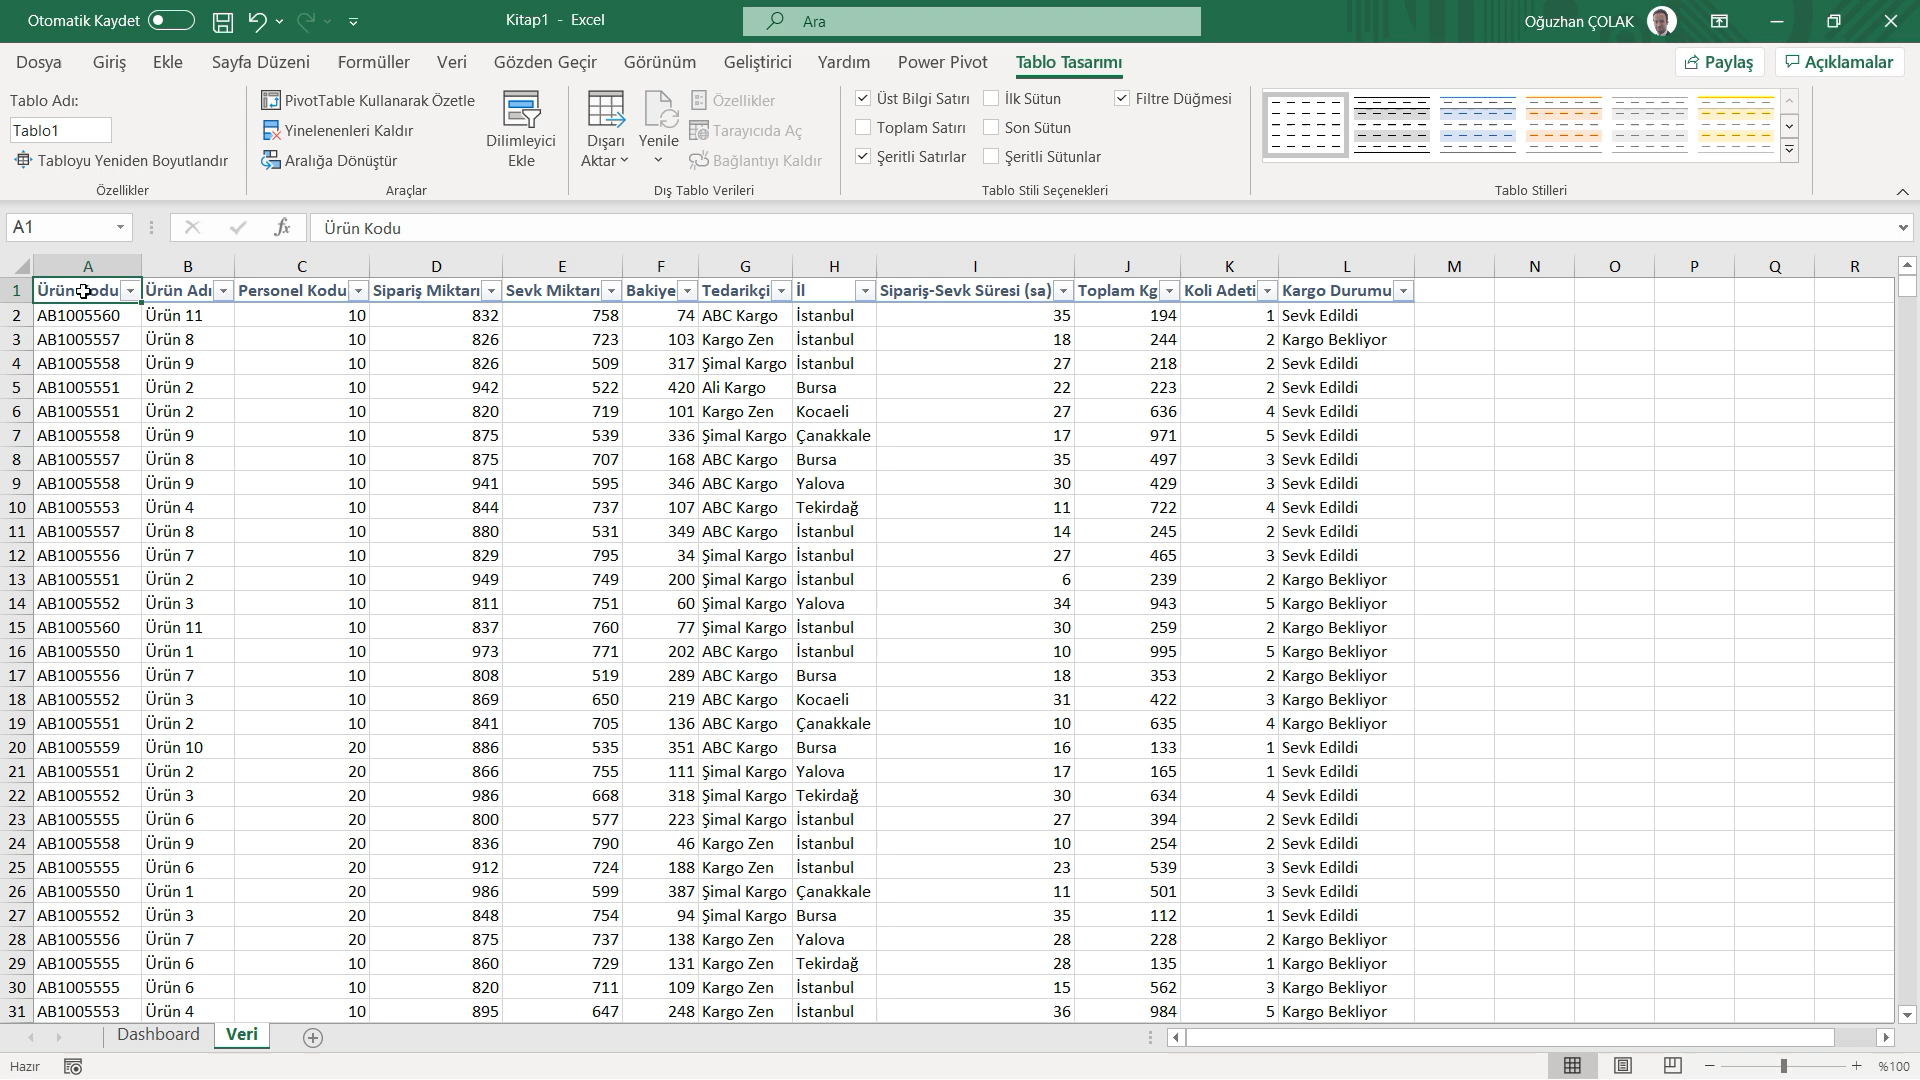 Otomatik Kaydet
Kitap1 - Excel
Ara
Oğuzhan ÇOLAK
Dosya Giriş Ekle Sayfa Düzeni Formüller Veri Gözden Geçir Görünüm Geliştirici Yardım Power Pivot Tablo Tasarımı Paylaş Açıklamalar
Tablo Adı:
Tablo1
Tabloyu Yeniden Boyutlandır
Özellikler
PivotTable Kullanarak Özetle
Yinelenenleri Kaldır
Aralığa Dönüştür
Dilimleyici
Ekle
Araçlar
Dışarı
Aktar
Yenile
Özellikler
Tarayıcıda Aç
Bağlantıyı Kaldır
Dış Tablo Verileri
Üst Bilgi Satırı
Toplam Satırı
Şeritli Satırlar
İlk Sütun
Son Sütun
Şeritli Sütunlar
Filtre Düğmesi
Tablo Stili Seçenekleri
Tablo Stilleri
A1 fx Ürün Kodu
A B C D E F G H I J K L M N O P Q R
1 Ürün Kodu Ürün Adı Personel Kodu Sipariş Miktarı Sevk Miktarı Bakiye Tedarikçi İl Sipariş-Sevk Süresi (sa) Toplam Kg Koli Adeti Kargo Durumu
2 AB1005560 Ürün 11 10 832 758 74 ABC Kargo İstanbul 35 194 1 Sevk Edildi
3 AB1005557 Ürün 8 10 826 723 103 Kargo Zen İstanbul 18 244 2 Kargo Bekliyor
4 AB1005558 Ürün 9 10 826 509 317 Şimal Kargo İstanbul 27 218 2 Sevk Edildi
5 AB1005551 Ürün 2 10 942 522 420 Ali Kargo Bursa 22 223 2 Sevk Edildi
6 AB1005551 Ürün 2 10 820 719 101 Kargo Zen Kocaeli 27 636 4 Sevk Edildi
7 AB1005558 Ürün 9 10 875 539 336 Şimal Kargo Çanakkale 17 971 5 Sevk Edildi
8 AB1005557 Ürün 8 10 875 707 168 ABC Kargo Bursa 35 497 3 Sevk Edildi
9 AB1005558 Ürün 9 10 941 595 346 ABC Kargo Yalova 30 429 3 Sevk Edildi
10 AB1005553 Ürün 4 10 844 737 107 ABC Kargo Tekirdağ 11 722 4 Sevk Edildi
11 AB1005557 Ürün 8 10 880 531 349 ABC Kargo İstanbul 14 245 2 Sevk Edildi
12 AB1005556 Ürün 7 10 829 795 34 Şimal Kargo İstanbul 27 465 3 Sevk Edildi
13 AB1005551 Ürün 2 10 949 749 200 Şimal Kargo İstanbul 6 239 2 Kargo Bekliyor
14 AB1005552 Ürün 3 10 811 751 60 Şimal Kargo Yalova 34 943 5 Kargo Bekliyor
15 AB1005560 Ürün 11 10 837 760 77 Şimal Kargo İstanbul 30 259 2 Kargo Bekliyor
16 AB1005550 Ürün 1 10 973 771 202 ABC Kargo İstanbul 10 995 5 Kargo Bekliyor
17 AB1005556 Ürün 7 10 808 519 289 ABC Kargo Bursa 18 353 2 Kargo Bekliyor
18 AB1005552 Ürün 3 10 869 650 219 ABC Kargo Kocaeli 31 422 3 Kargo Bekliyor
19 AB1005551 Ürün 2 10 841 705 136 ABC Kargo Çanakkale 10 635 4 Kargo Bekliyor
20 AB1005559 Ürün 10 20 886 535 351 ABC Kargo Bursa 16 133 1 Sevk Edildi
21 AB1005551 Ürün 2 20 866 755 111 Şimal Kargo Yalova 17 165 1 Sevk Edildi
22 AB1005552 Ürün 3 20 986 668 318 Şimal Kargo Tekirdağ 30 634 4 Sevk Edildi
23 AB1005555 Ürün 6 20 800 577 223 Şimal Kargo İstanbul 27 394 2 Sevk Edildi
24 AB1005558 Ürün 9 20 836 790 46 Kargo Zen İstanbul 10 254 2 Sevk Edildi
25 AB1005555 Ürün 6 20 912 724 188 Kargo Zen İstanbul 23 539 3 Sevk Edildi
26 AB1005550 Ürün 1 20 986 599 387 Şimal Kargo Çanakkale 11 501 3 Sevk Edildi
27 AB1005552 Ürün 3 20 848 754 94 Şimal Kargo Bursa 35 112 1 Sevk Edildi
28 AB1005556 Ürün 7 20 875 737 138 Kargo Zen Yalova 28 228 2 Kargo Bekliyor
29 AB1005555 Ürün 6 10 860 729 131 Kargo Zen Tekirdağ 28 135 1 Kargo Bekliyor
30 AB1005555 Ürün 6 10 820 711 109 Kargo Zen İstanbul 15 562 3 Kargo Bekliyor
31 AB1005553 Ürün 4 10 895 647 248 Kargo Zen İstanbul 36 984 5 Kargo Bekliyor
Dashboard Veri
Hazır
%100